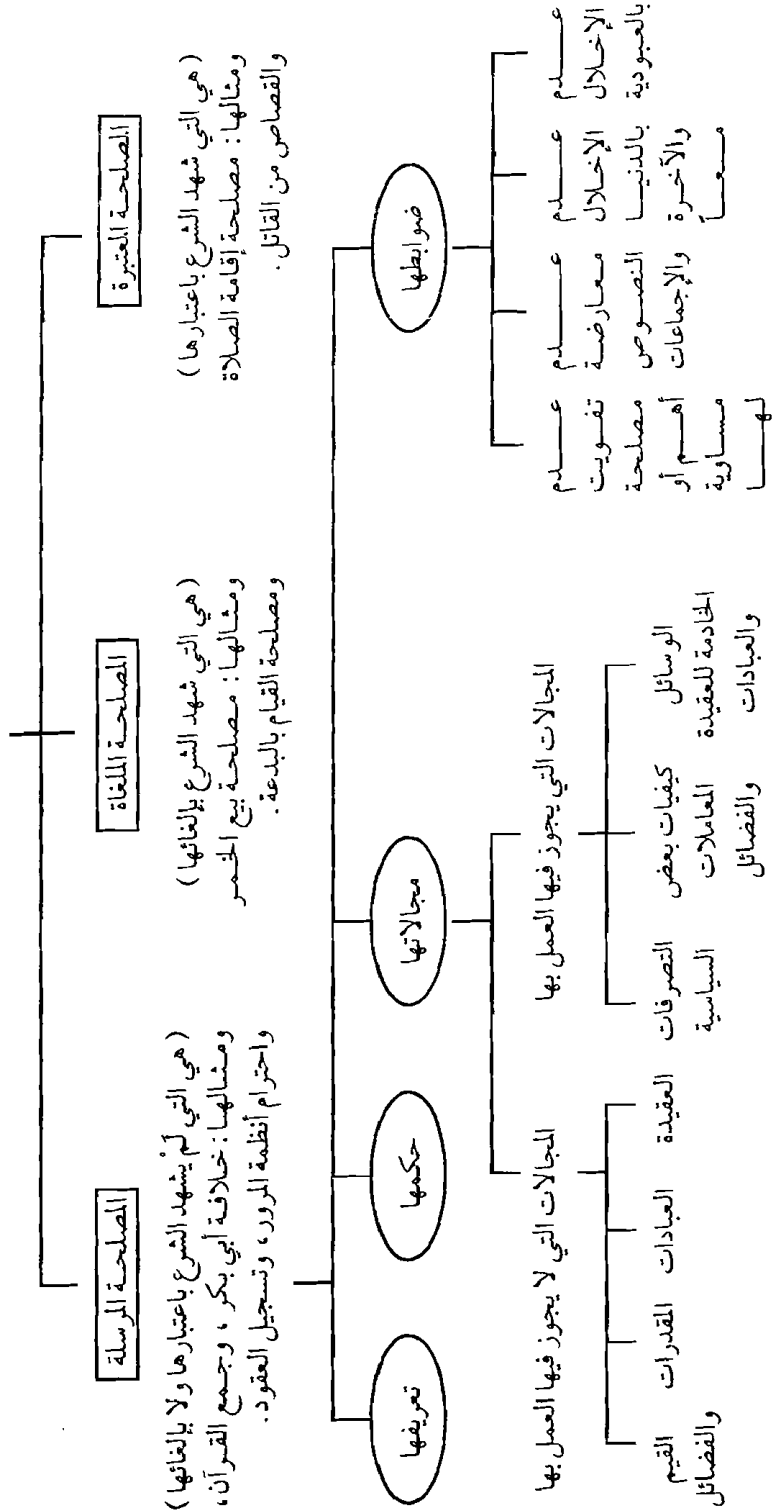 المصلحة المعتبرة
(هي التي شهد الشرع باعتبارها)
ومثالها: مصلحة إقامة الصلاة
والقصاص من القاتل.
المصلحة الملغاة
(هي التي شهد الشرع بإلغائها)
ومثالها: مصلحة بيع الخمر
ومصلحة القيام بالبدعة.
المصلحة المرسلة
(هي التي لَمْ يشهد الشرع باعتبارها ولا بإلغائها)
ومثالها: خلافة أبي بكر، وجمع القرآن،
واحترام أنظمة المرور، وتسجيل العقود.
ضوابطها
مجالاتها
حكمها
تعريفها
عدم
الإخلال
بالعبودية
عدم
الإخلال
بالدنيا
والآخرة
معاً
عدم
معارضة
النصوص
والإجماعات
عدم
تفويت
مصلحة
أهم أو
مساوية
لها
المجالات التي يجوز فيها العمل بها
الوسائل
الخادمة للعقيدة
والعبادات
كيفيات بعض
المعاملات
والفضائل
التصرفات
السياسية
المجالات التي لا يجوز فيها العمل بها
العقيدة
العبادات
المقدرات
القيم
والفضائل